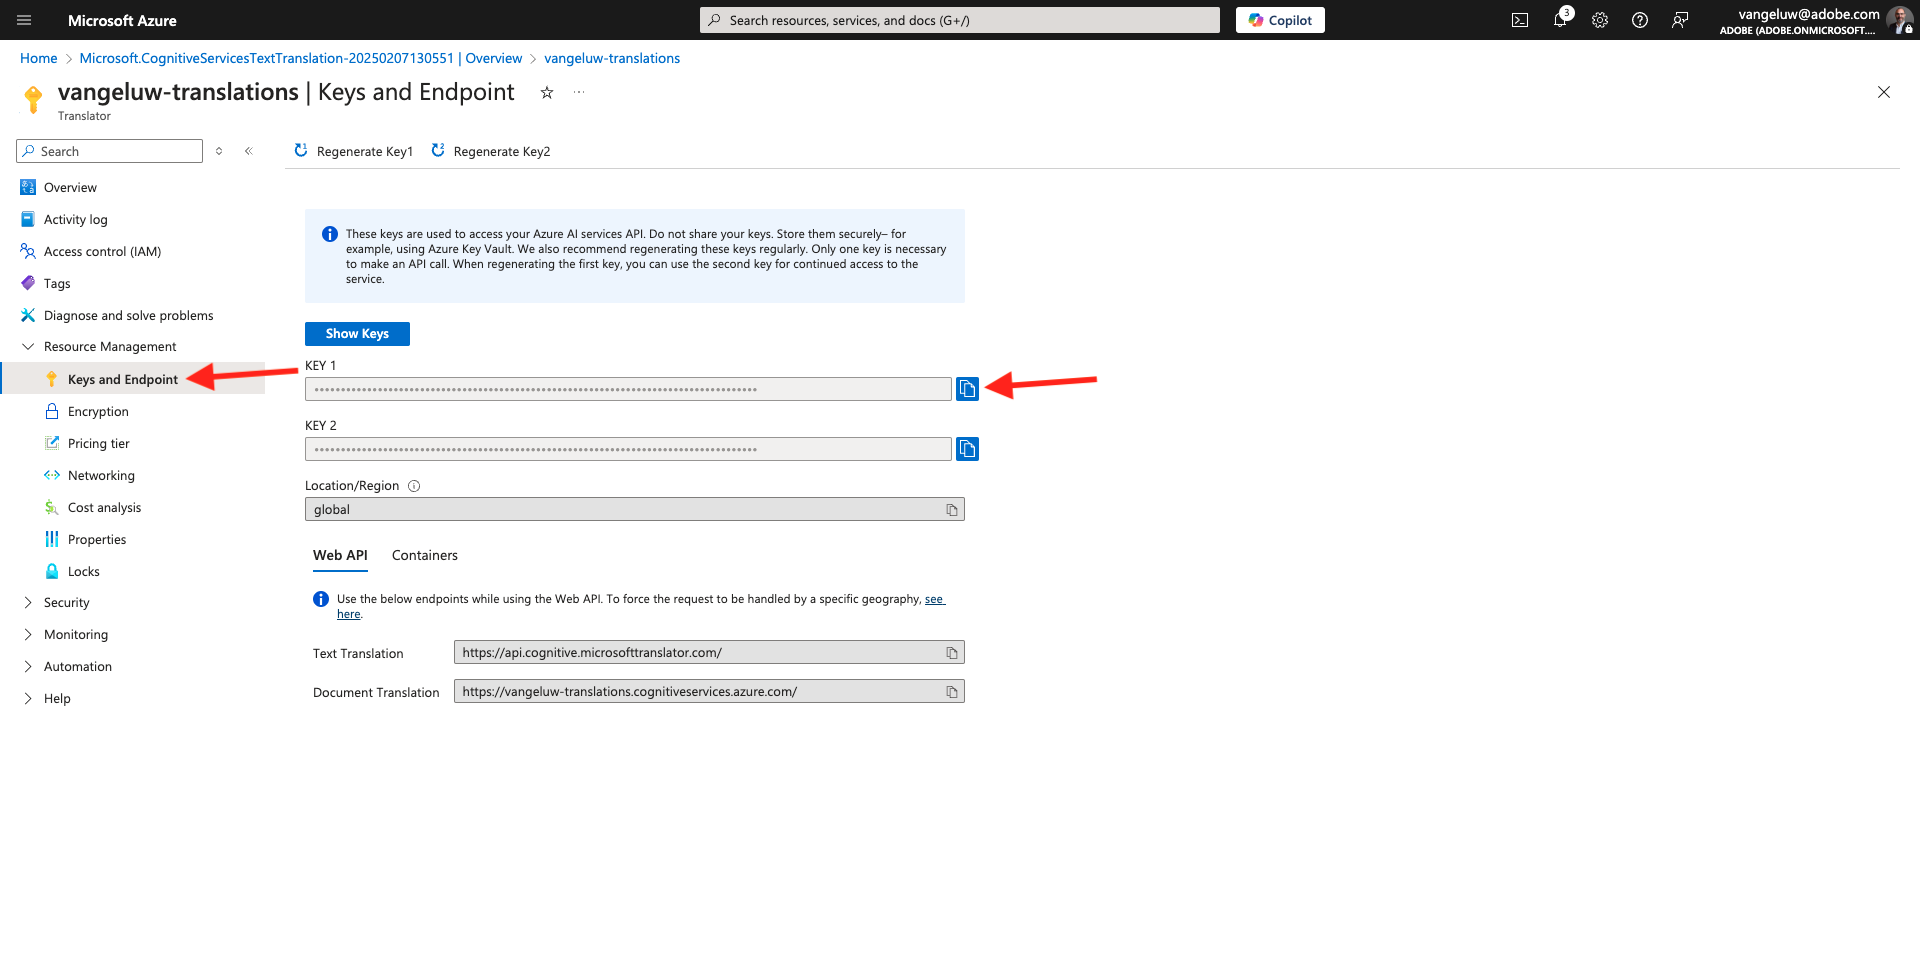 Microsoft Azure
Search resources, services, and docs (G+/)
Copilot
3
vangeluw@adobe.com
ADOBE (ADOBE.ONMICROSOFT....
Home > Microsoft.CognitiveServicesTextTranslation-20250207130551 | Overview > vangeluw-translations
vangeluw-translations | Keys and Endpoint
Translator
Search
Regenerate Key1
Regenerate Key2
Overview
Activity log
Access control (IAM)
Tags
Diagnose and solve problems
Resource Management
Keys and Endpoint
Encryption
Pricing tier
Networking
Cost analysis
Properties
Locks
Security
Monitoring
Automation
Help
These keys are used to access your Azure AI services API. Do not share your keys. Store them securely– for
example, using Azure Key Vault. We also recommend regenerating these keys regularly. Only one key is necessary
to make an API call. When regenerating the first key, you can use the second key for continued access to the
service.
Show Keys
KEY 1
KEY 2
Location/Region
global
Web API
Containers
Use the below endpoints while using the Web API. To force the request to be handled by a specific geography, see
here.
Text Translation
https://api.cognitive.microsofttranslator.com/
Document Translation
https://vangeluw-translations.cognitiveservices.azure.com/